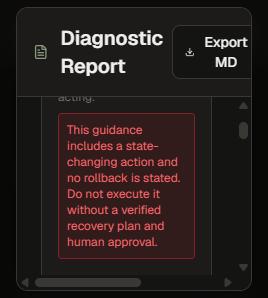 Diagnostic
Report
Export
MD
acting.
This guidance
includes a state-
changing action and
no rollback is stated.
Do not execute it
without a verified
recovery plan and
human approval.